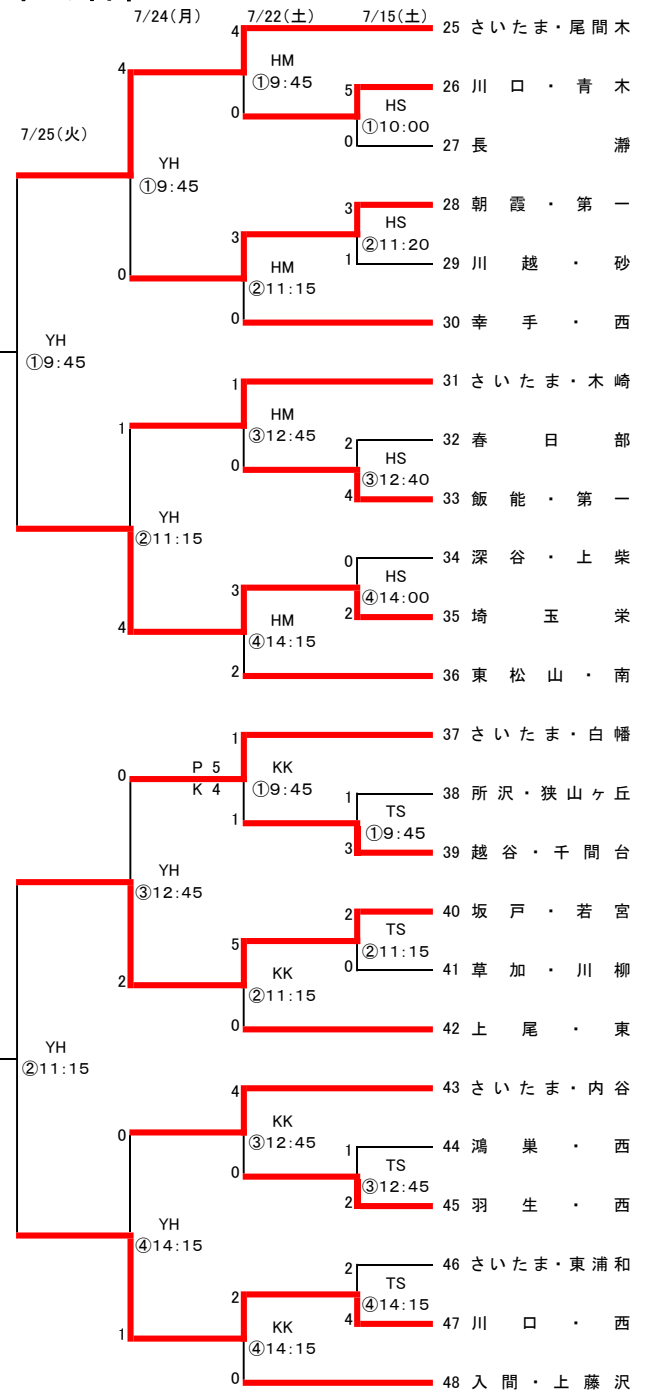 7/24(月) 7/22(土) 7/15(土)
4 25 さいたま・尾間木
4 HM
①9:45 5 26 川口・青木
0 HS
①10:00
7/25(火) 0 27 長瀞
YH
①9:45 3 28 朝霞・第一
3 HS
②11:20
0 HM 1 29 川越・砂
②11:15
0 30 幸手・西
YH
①9:45
1 31 さいたま・木崎
1 HM
③12:45 2 32 春日部
0 HS
③12:40
4 33 飯能・第一
YH
②11:15 0 34 深谷・上柴
3 HS
④14:00
4 HM 2 35 埼玉栄
④14:15
2 36 東松山・南
1 37 さいたま・白幡
0 P 5 KK
K 4 ①9:45 1 38 所沢・狭山ヶ丘
1 TS
①9:45
3 39 越谷・千間台
YH
③12:45 2 40 坂戸・若宮
5 TS
②11:15
2 KK 0 41 草加・川柳
②11:15
0 42 上尾・東
YH
②11:15
4 43 さいたま・内谷
0 KK
③12:45 1 44 鴻巣・西
0 TS
③12:45
2 45 羽生・西
YH
④14:15 2 46 さいたま・東浦和
2 TS
④14:15
1 KK 4 47 川口・西
④14:15
0 48 入間・上藤沢